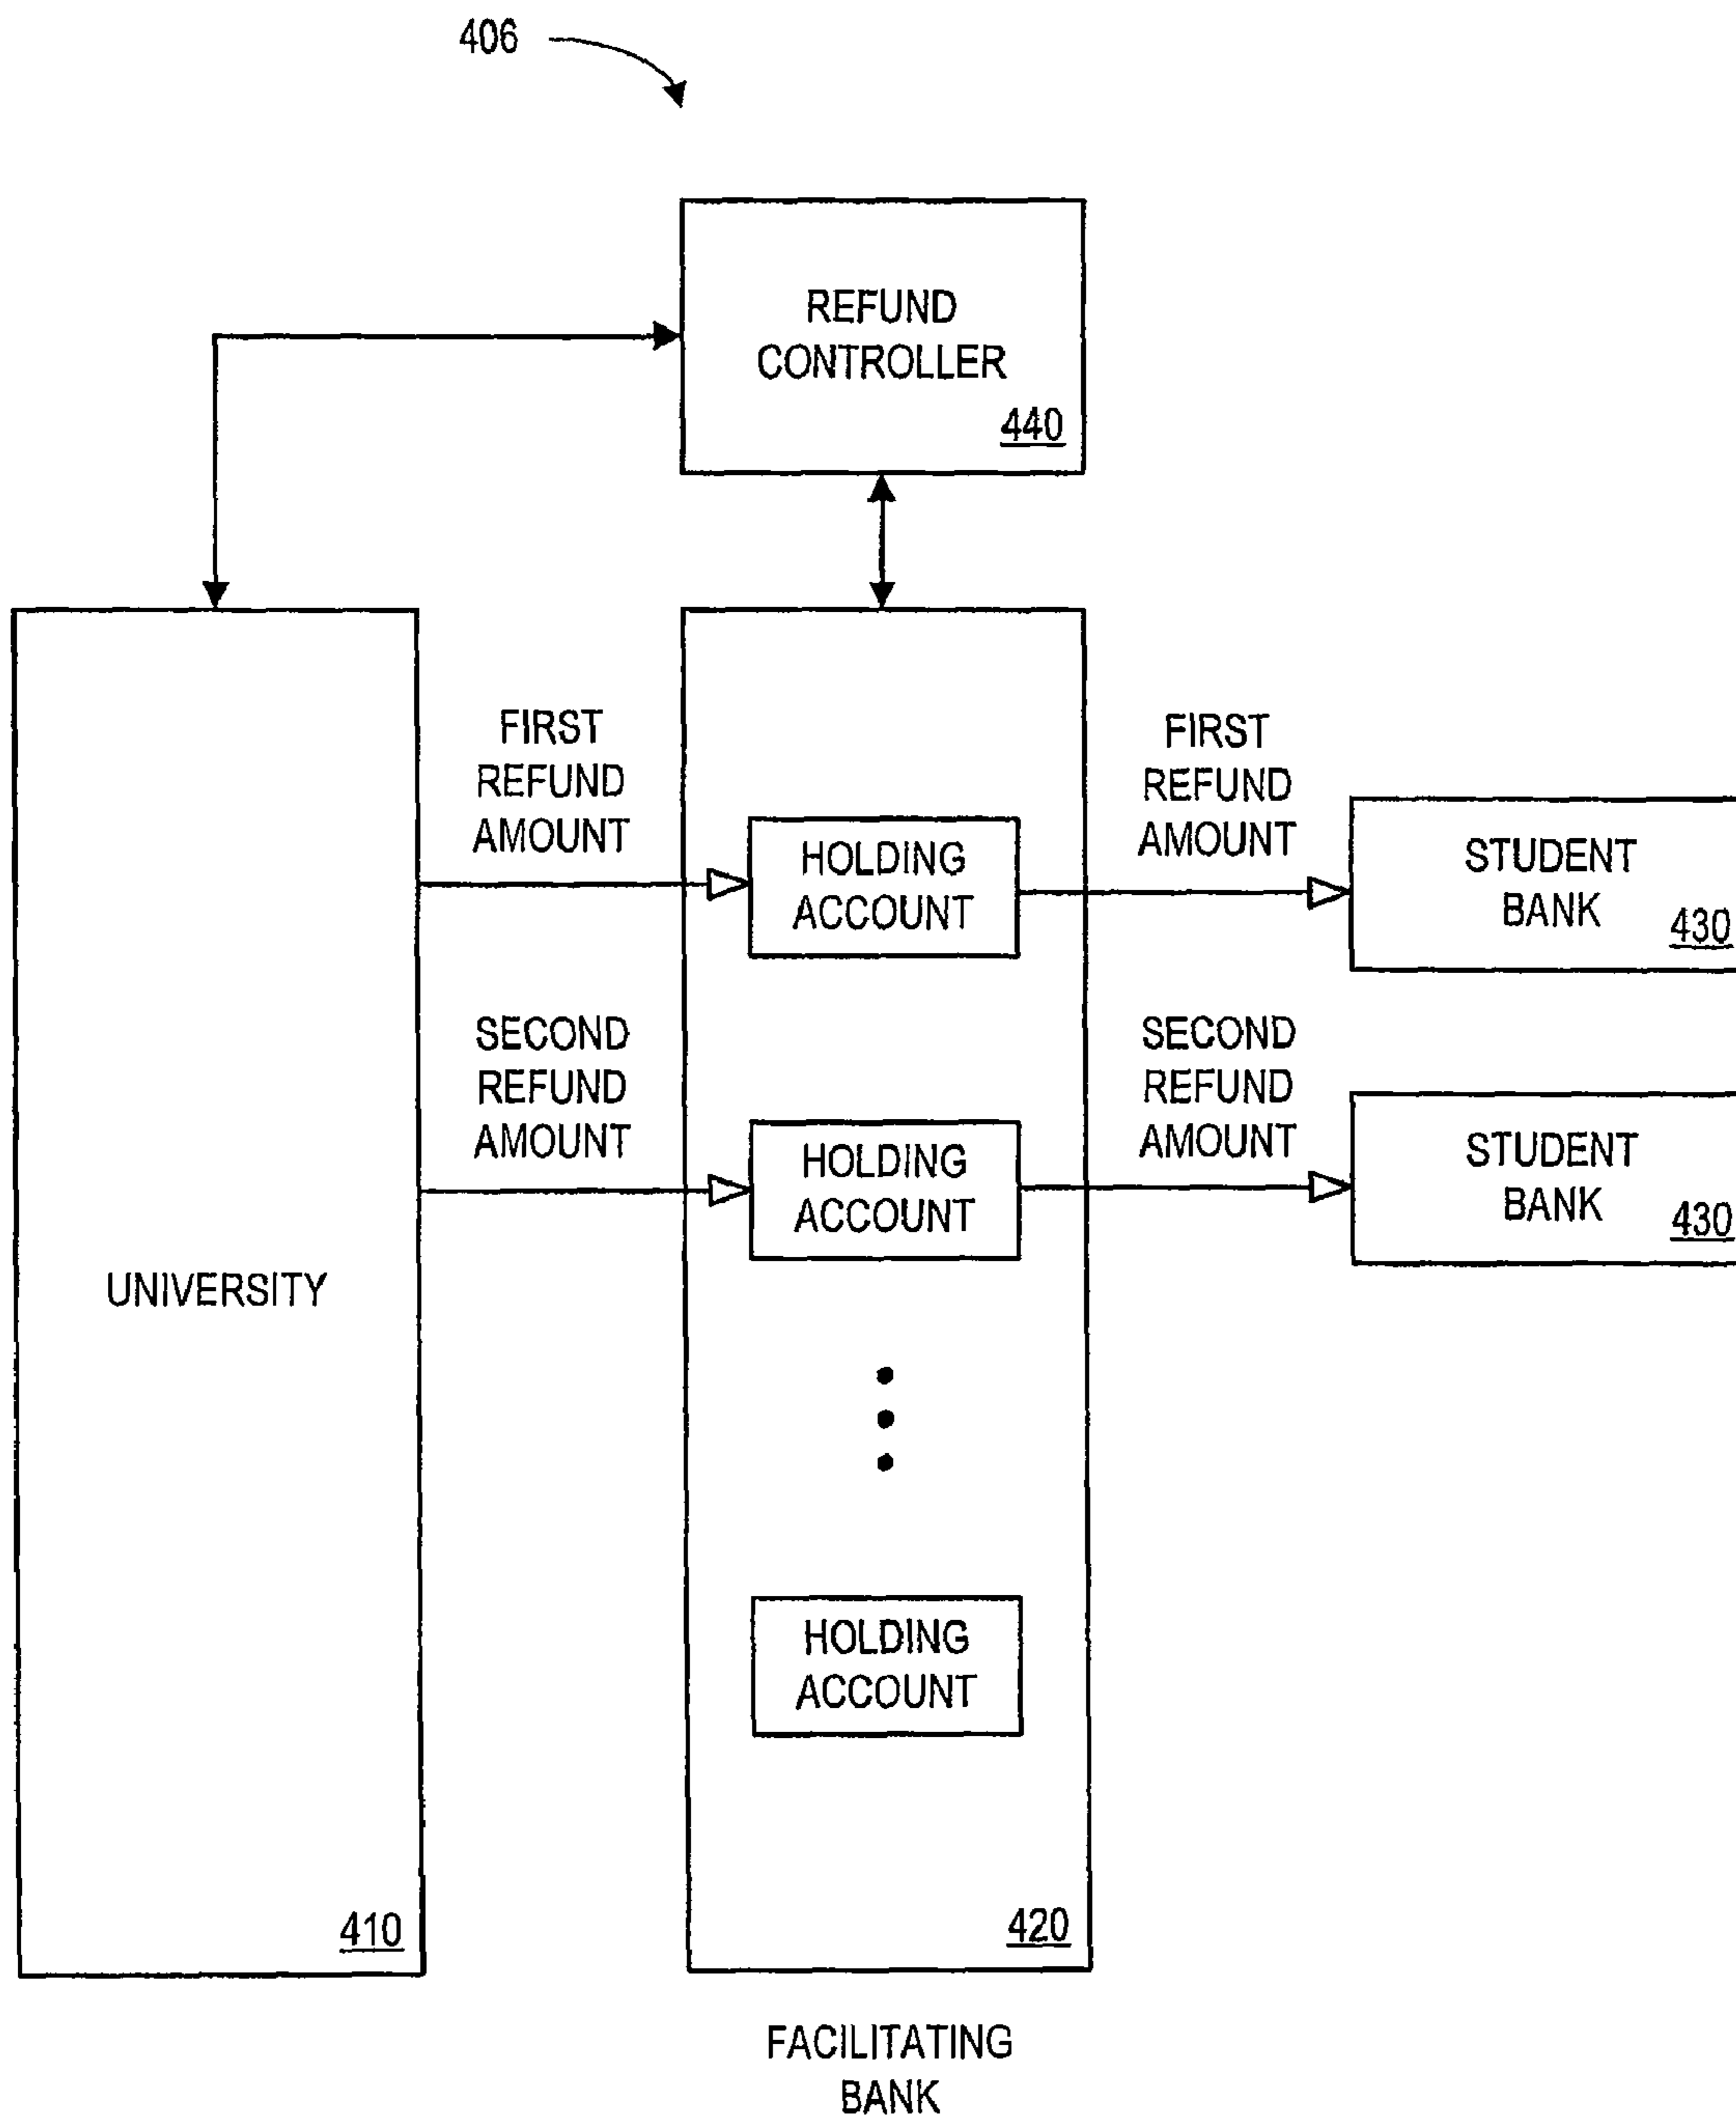 406
REFUND
CONTROLLER
440
FIRST
REFUND
AMOUNT
FIRST
REFUND
AMOUNT
HOLDING
ACCOUNT
STUDENT
BANK
430
SECOND
REFUND
AMOUNT
SECOND
REFUND
AMOUNT
HOLDING
ACCOUNT
STUDENT
BANK
430
UNIVERSITY
HOLDING
ACCOUNT
410
420
FACILITATING
BANK